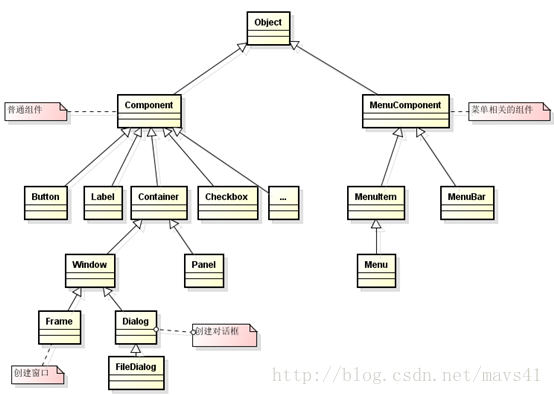 Object
普通组件
Component
MenuComponent
菜单相关的组件
Button
Label
Container
Checkbox
...
MenuItem
MenuBar
Window
Panel
Menu
Frame
Dialog
创建对话框
创建窗口
FileDialog
http://blog.csdn.net/mavs41